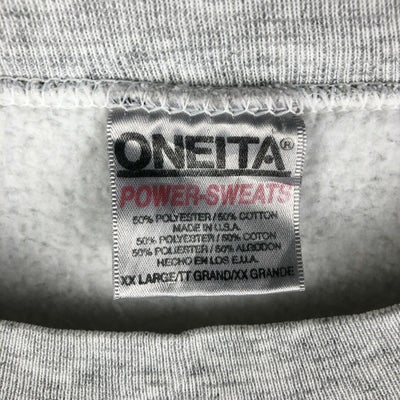 ONEITA®
POWER-SWEATS
50% POLYESTER / 50% COTTON
MADE IN U.S.A.
50% POLYESTER / 50% COTON
50% POLIESTER / 50% ALGODON
HECHO EN LOS E.U.A.
XX LARGE/TT GRAND/XX GRANDE